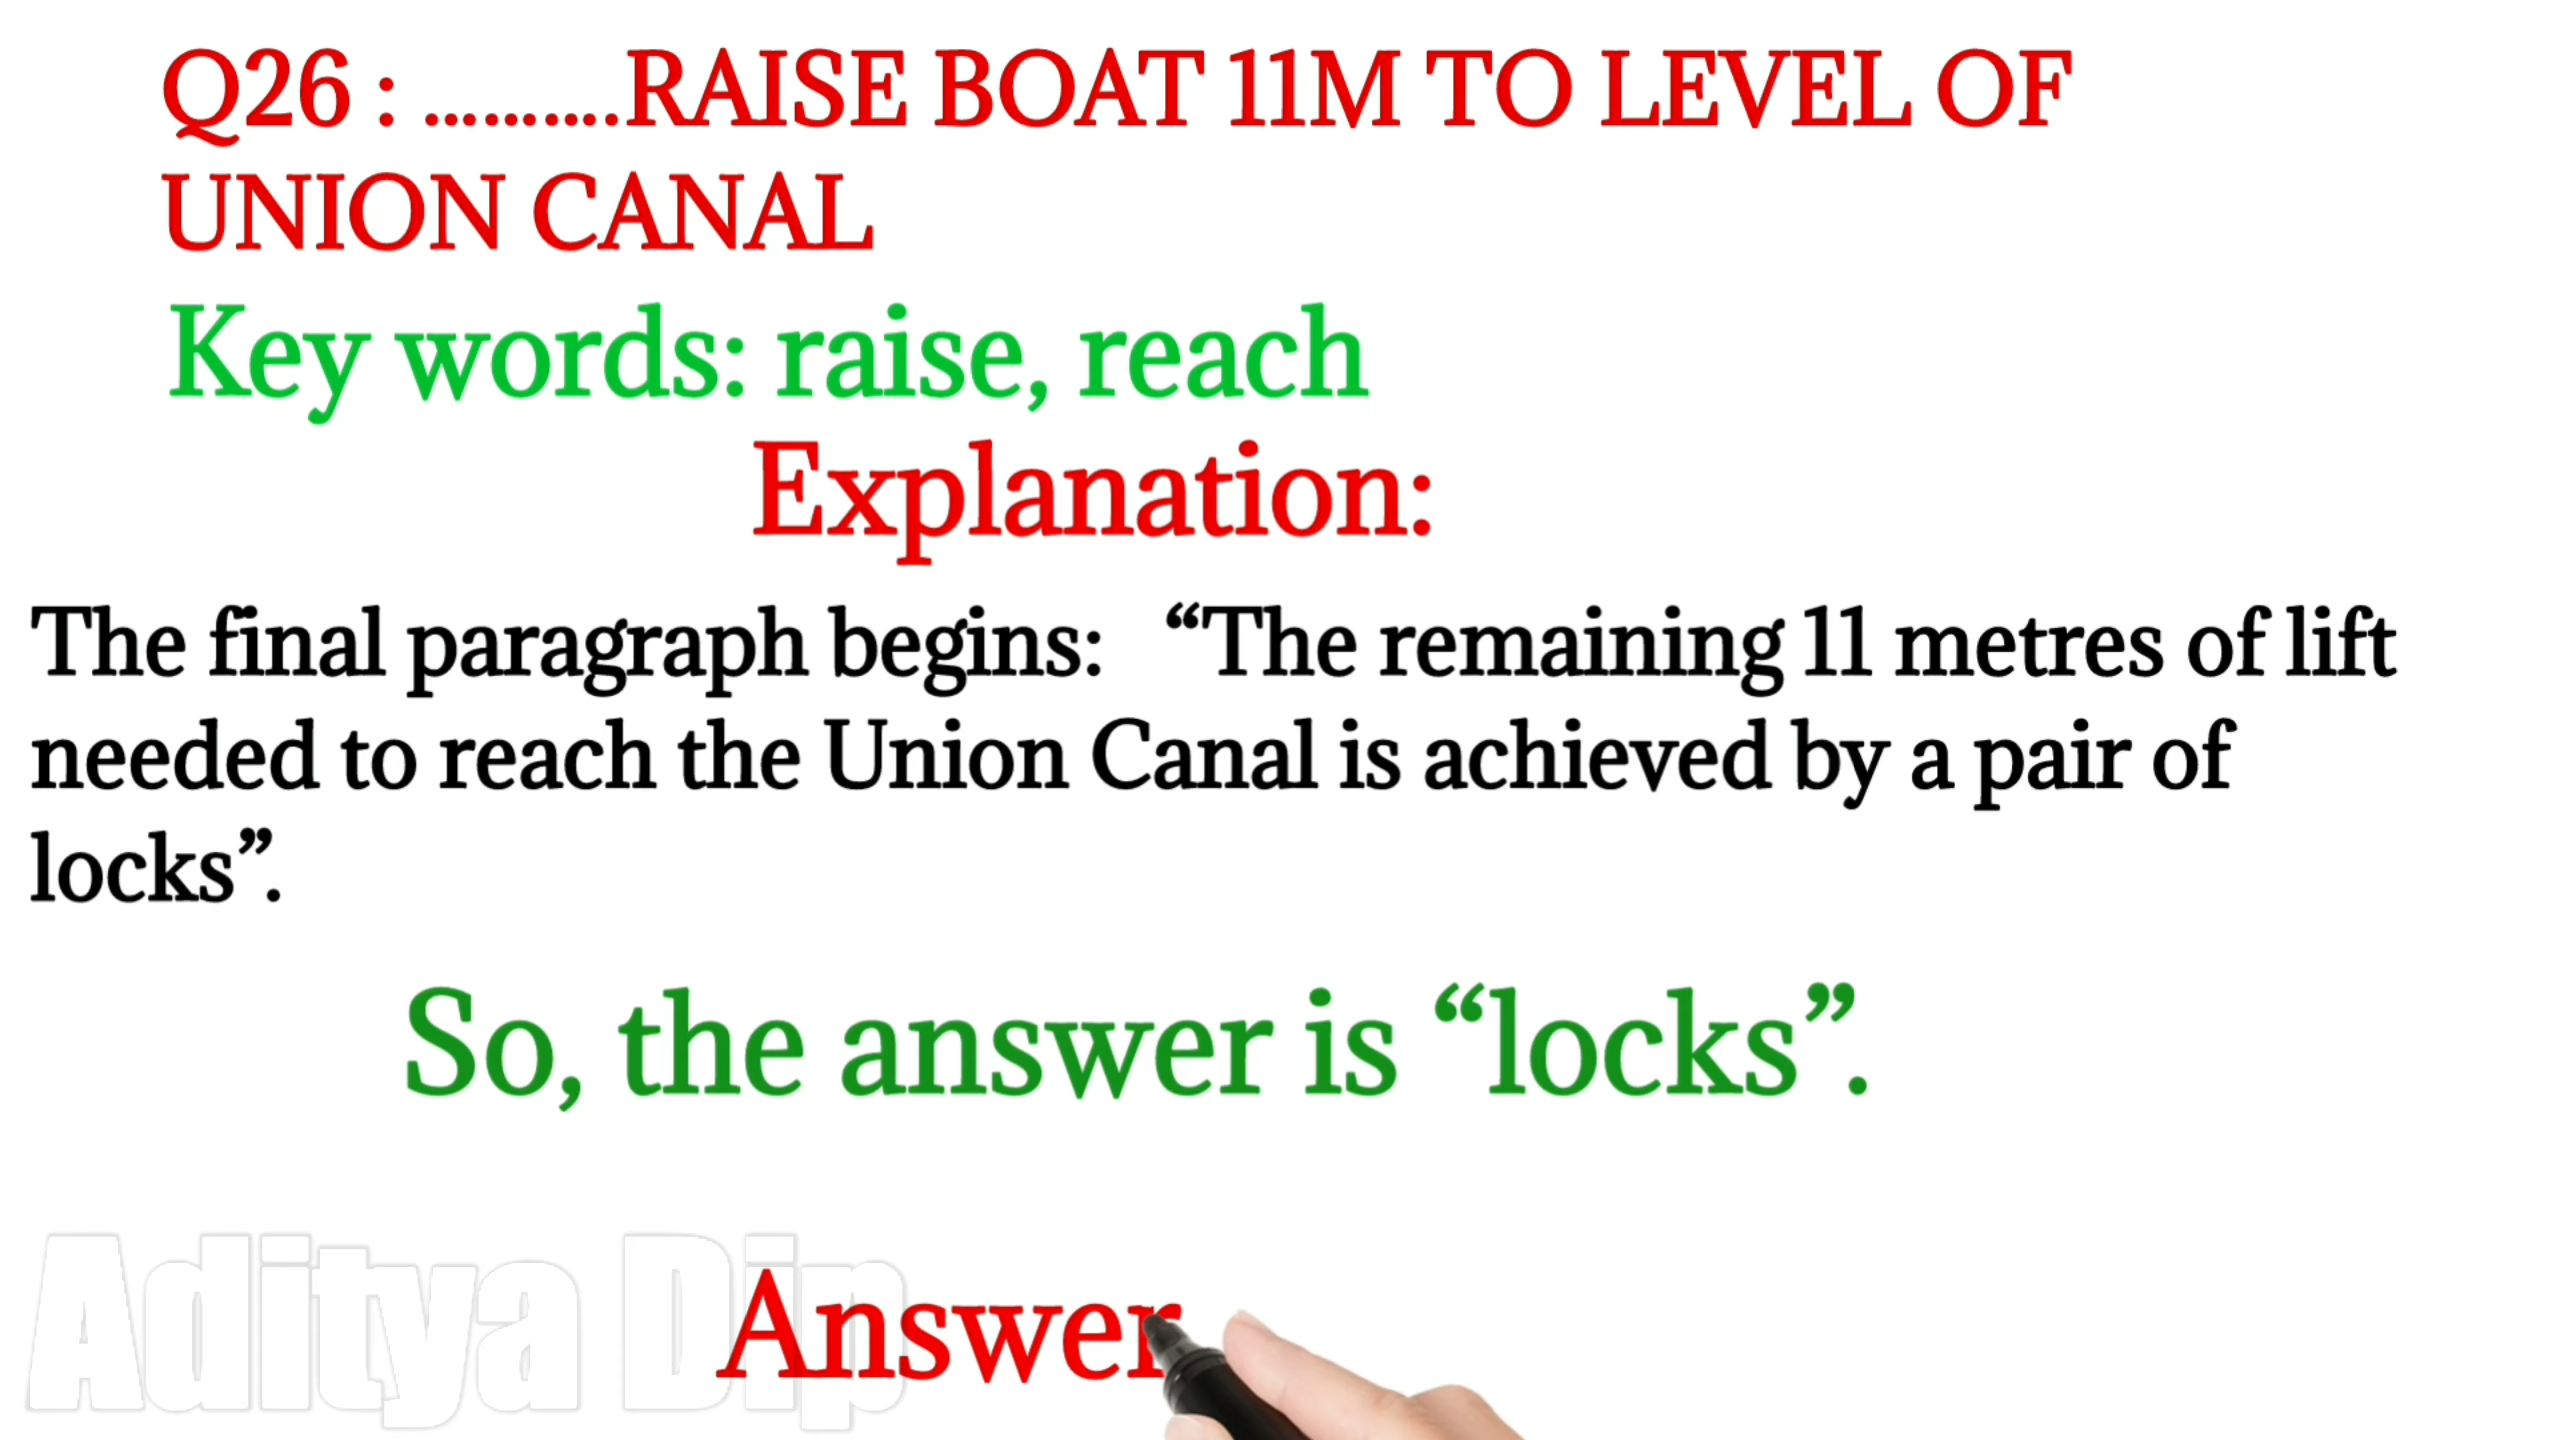 Q26 : ..........RAISE BOAT 11M TO LEVEL OF
UNION CANAL
Key words: raise, reach
Explanation:
The final paragraph begins: “The remaining 11 metres of lift
needed to reach the Union Canal is achieved by a pair of
locks”.
So, the answer is “locks”.
Aditya Dip
Answer